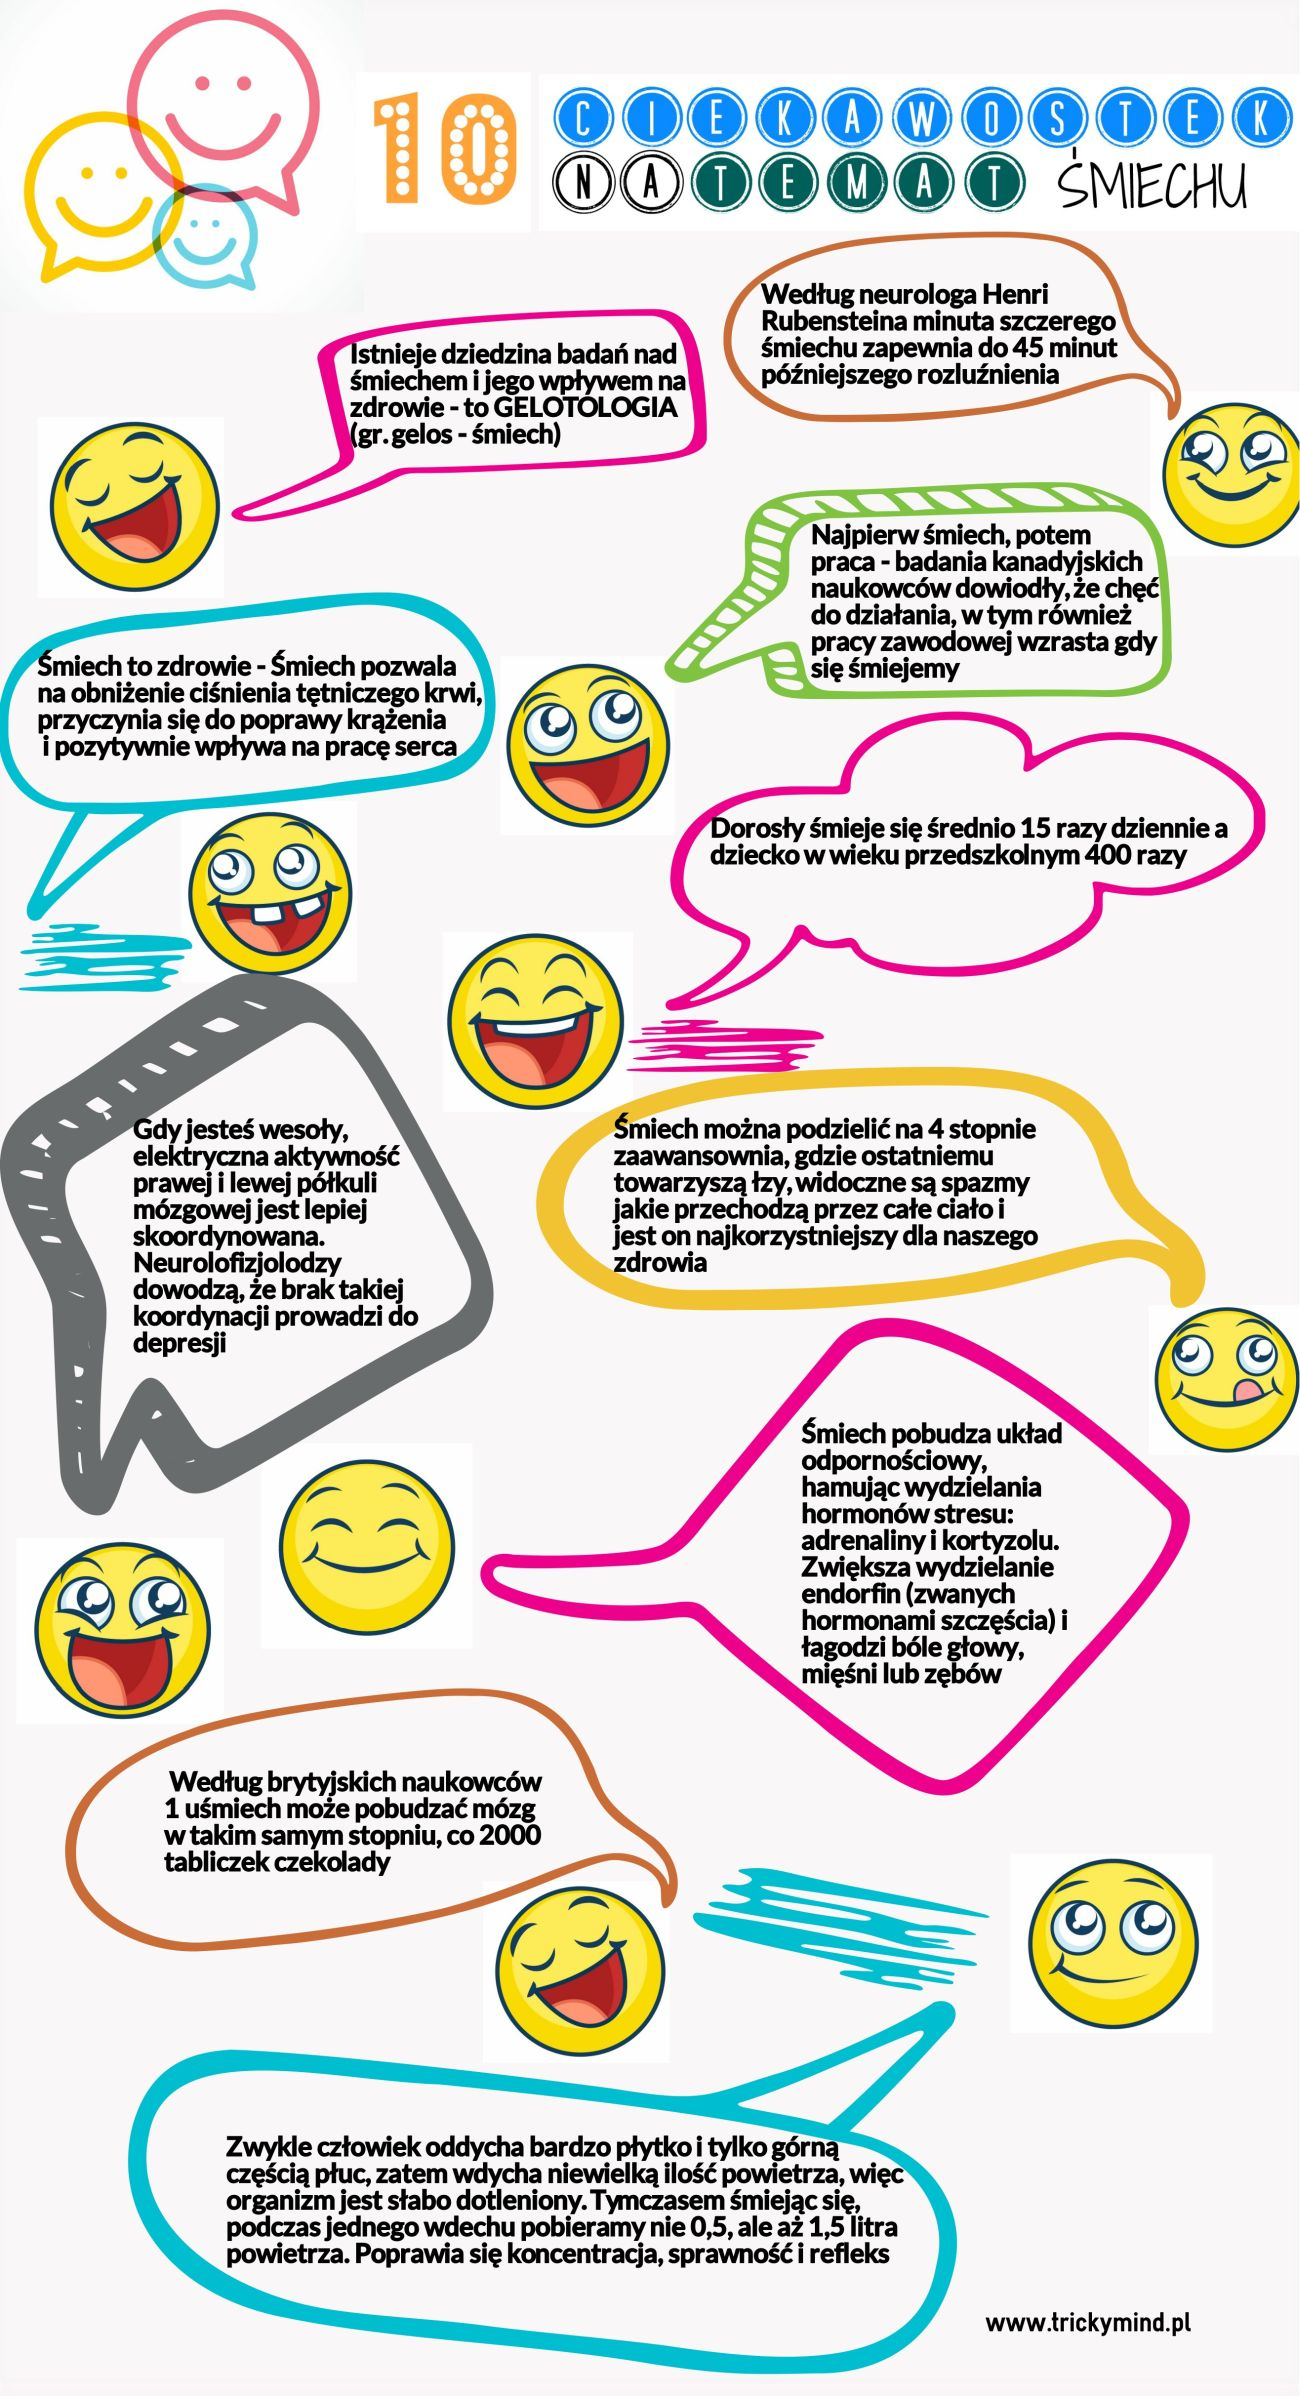 10 CIEKAWOSTEK
NA TEMAT ŚMIECHU
Według neurologa Henri
Rubensteina minuta szczerego
śmiechu zapewnia do 45 minut
późniejszego rozluźnienia
Istnieje dziedzina badań nad
śmiechem i jego wpływem na
zdrowie - to GELOTOLOGIA
(gr. gelos - śmiech)
Najpierw śmiech, potem
praca - badania kanadyjskich
naukowców dowiodły, że chęć
do działania, w tym również
pracy zawodowej wzrasta gdy
się śmiejemy
Śmiech to zdrowie - Śmiech pozwala
na obniżenie ciśnienia tętniczego krwi,
przyczynia się do poprawy krążenia
i pozytywnie wpływa na pracę serca
Dorosły śmieje się średnio 15 razy dziennie a
dziecko w wieku przedszkolnym 400 razy
Gdy jesteś wesoły,
elektryczna aktywność
prawej i lewej półkuli
mózgowej jest lepiej
skoordynowana.
Neurolofizjolodzy
dowodzą, że brak takiej
koordynacji prowadzi do
depresji
Śmiech można podzielić na 4 stopnie
zaawansownia, gdzie ostatniemu
towarzyszą łzy, widoczne są spazmy
jakie przechodzą przez całe ciało i
jest on najkorzystniejszy dla naszego
zdrowia
Śmiech pobudza układ
odpornościowy,
hamując wydzielania
hormonów stresu:
adrenaliny i kortyzolu.
Zwiększa wydzielanie
endorfin (zwanych
hormonami szczęścia) i
łagodzi bóle głowy,
mięśni lub zębów
Według brytyjskich naukowców
1 uśmiech może pobudzać mózg
w takim samym stopniu, co 2000
tabliczek czekolady
Zwykle człowiek oddycha bardzo płytko i tylko górną
częścią płuc, zatem wdycha niewielką ilość powietrza, więc
organizm jest słabo dotleniony. Tymczasem śmiejąc się,
podczas jednego wdechu pobieramy nie 0,5, ale aż 1,5 litra
powietrza. Poprawia się koncentracja, sprawność i refleks
www.trickymind.pl